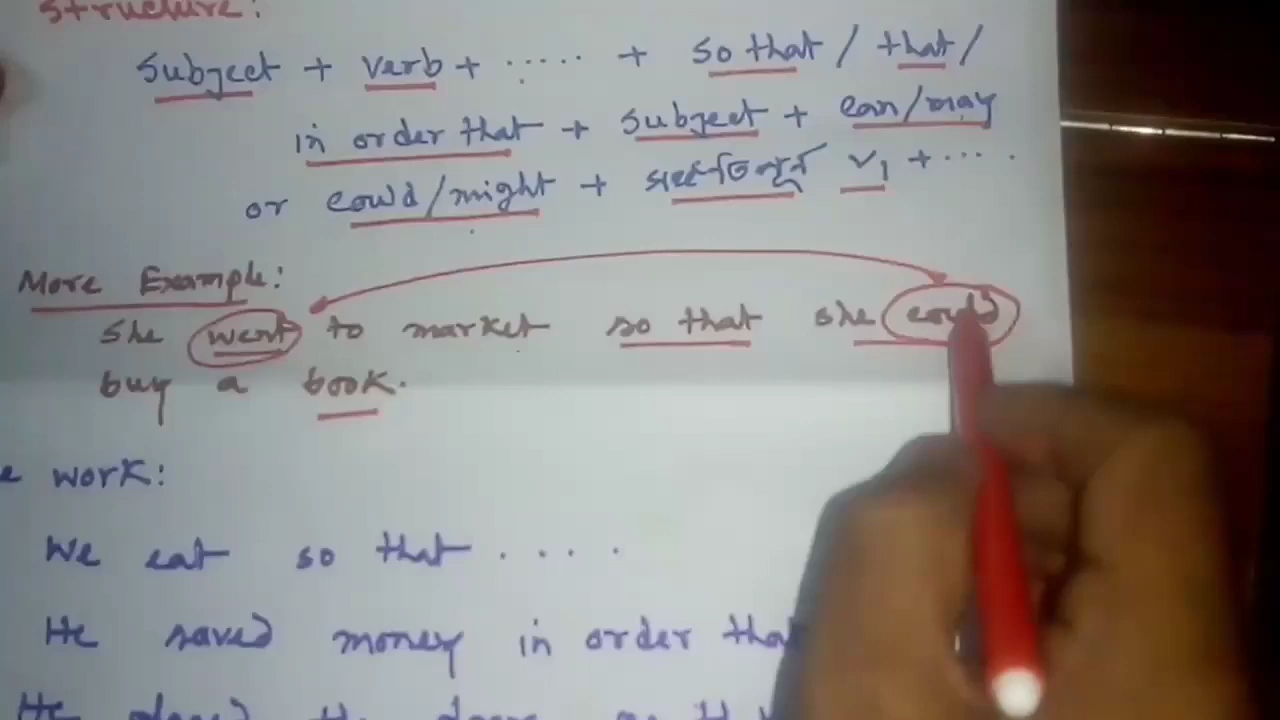 Structure:
Subject + verb + ..... + so that / that /
in order that + subject + can/may
or could/might + V1 + ....
More Example:
She went to market so that she could
buy a book.
e work:
We eat so that ....
He saved money in order that
He